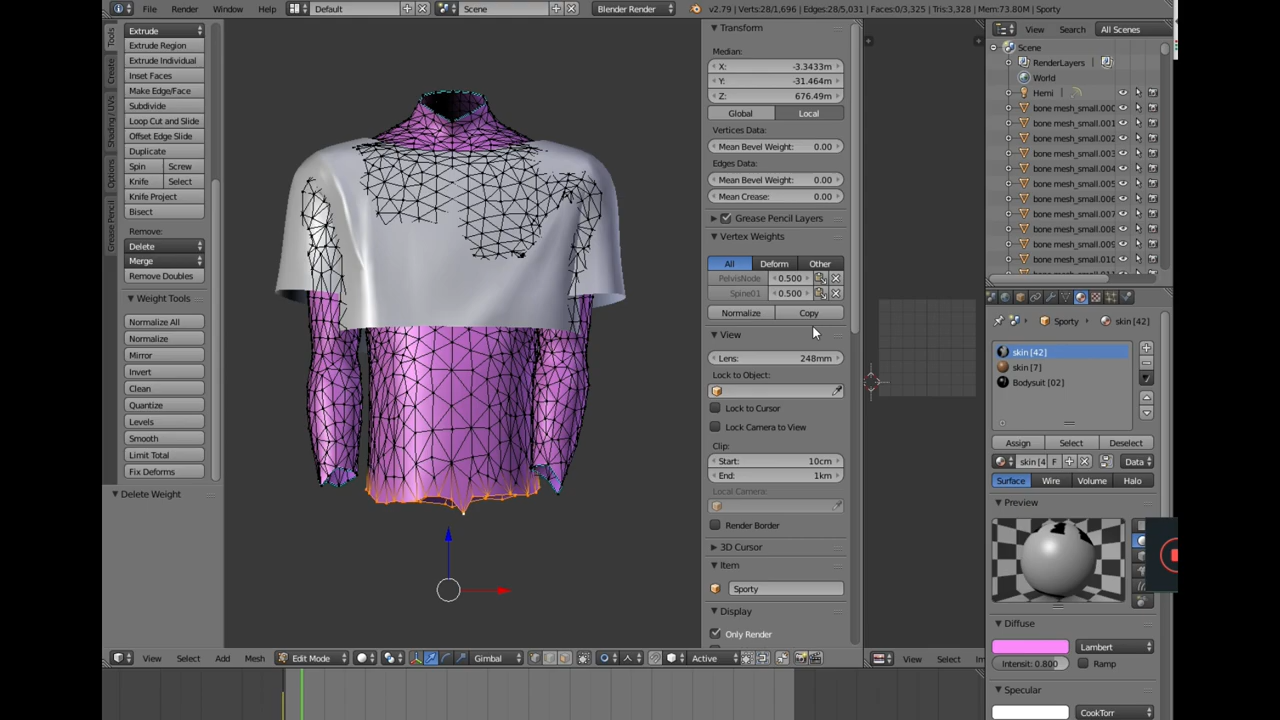 File Render Window Help Default Scene Blender Render v2.79 | Verts:28/1,696 | Edges:28/5,031 | Faces:0/3,325 | Tris:3,328 | Mem:73.80M | Sporty
Tools
Create
Shading / UVs
Options
Grease Pencil
Extrude
Extrude Region
Extrude Individual
Inset Faces
Make Edge/Face
Subdivide
Loop Cut and Slide
Offset Edge Slide
Duplicate
Spin Screw
Knife Select
Knife Project
Bisect
Remove:
Delete
Merge
Remove Doubles
Weight Tools
Normalize All
Normalize
Mirror
Invert
Clean
Quantize
Levels
Smooth
Limit Total
Fix Deforms
Delete Weight
Transform
Median:
X: -3.3433m
Y: -31.464m
Z: 676.49m
Global Local
Vertices Data:
Mean Bevel Weight: 0.00
Edges Data:
Mean Bevel Weight: 0.00
Mean Crease: 0.00
Grease Pencil Layers
Vertex Weights
All Deform Other
PelvisNode 0.500
Spine01 0.500
Normalize Copy
View
Lens: 248mm
Lock to Object:
Lock to Cursor
Lock Camera to View
Clip:
Start: 10cm
End: 1km
Local Camera:
Render Border
3D Cursor
Item
Sporty
Display
Only Render
View Search All Scenes
Scene
RenderLayers
World
Hemi
bone mesh_small.000
bone mesh_small.001
bone mesh_small.002
bone mesh_small.003
bone mesh_small.004
bone mesh_small.005
bone mesh_small.006
bone mesh_small.007
bone mesh_small.008
bone mesh_small.009
bone mesh_small.010
Sporty skin [42]
skin [42]
skin [7]
Bodysuit [02]
Assign Select Deselect
skin [4 F Data
Surface Wire Volume Halo
Preview
Diffuse
Lambert
Intensit: 0.800 Ramp
Specular
CookTorr
View Select Add Mesh Edit Mode Gimbal Active
View Select